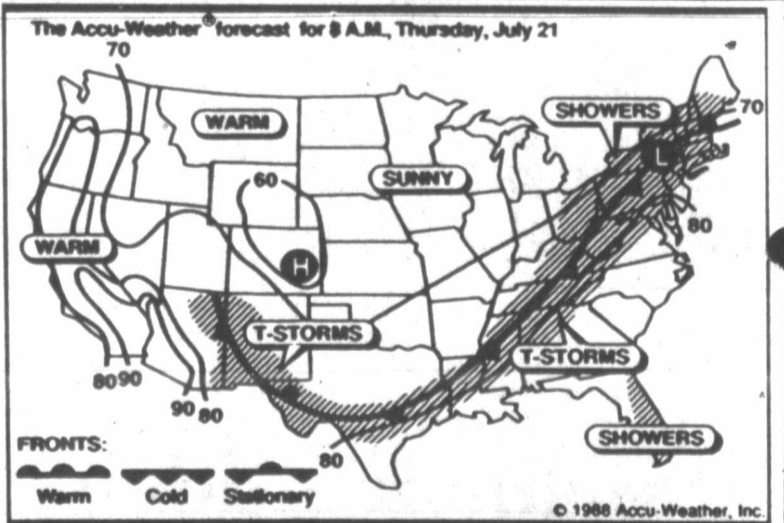 The Accu-Weather® forecast for 8 A.M., Thursday, July 21
70
WARM
SHOWERS
70
L
60
SUNNY
80
WARM
H
T-STORMS
T-STORMS
80 90
90 80
SHOWERS
80
FRONTS:
Warm
Cold
Stationary
© 1988 Accu-Weather, Inc.